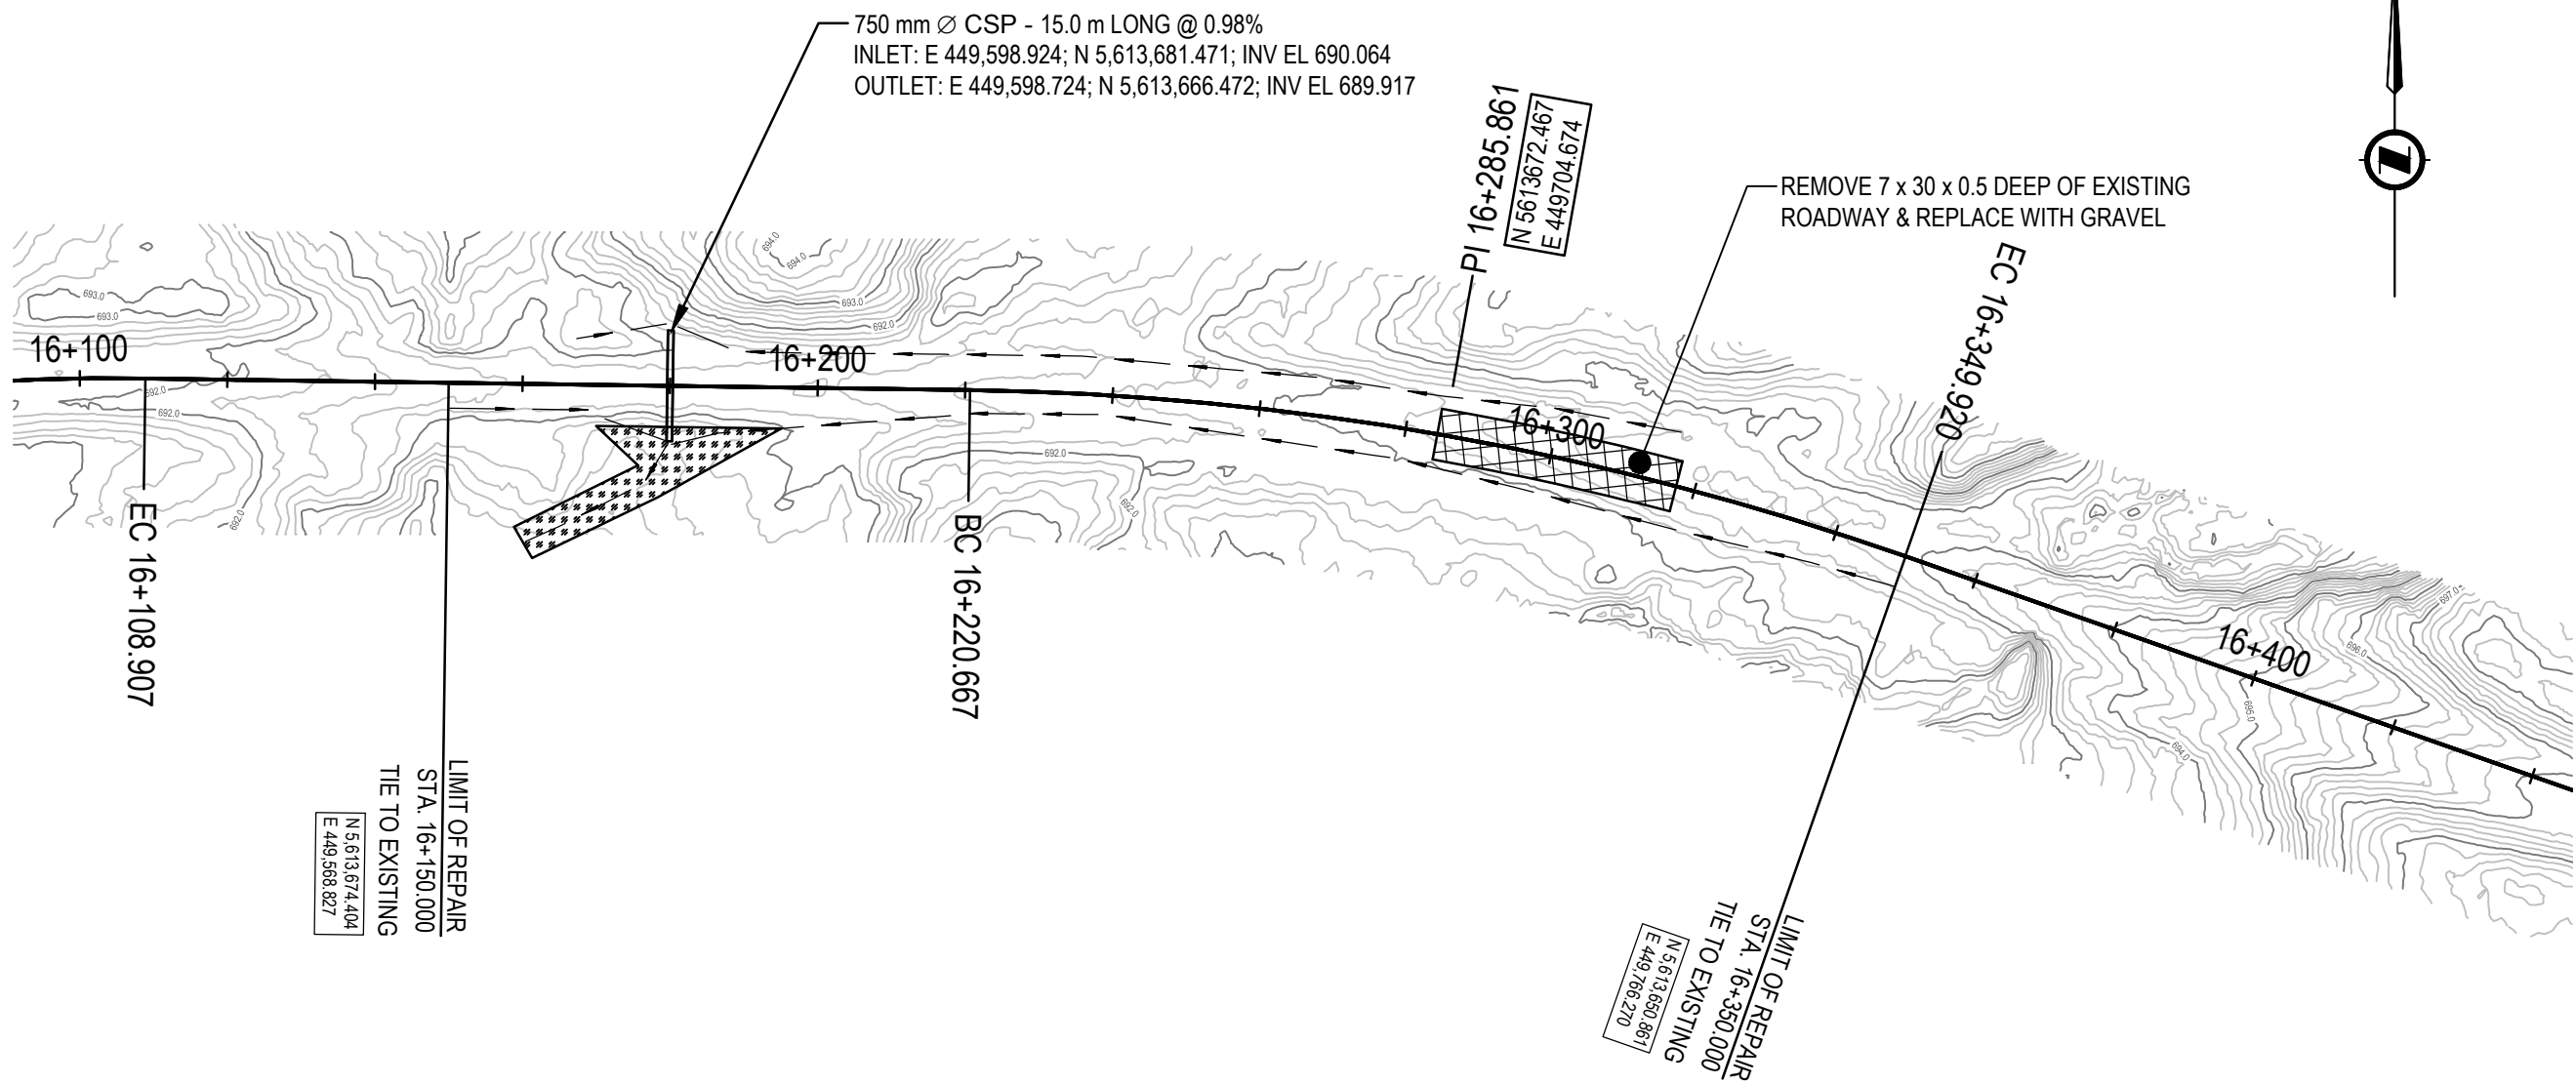 750 mm Ø CSP - 15.0 m LONG @ 0.98%
INLET: E 449,598.924; N 5,613,681.471; INV EL 690.064
OUTLET: E 449,598.724; N 5,613,666.472; INV EL 689.917
PI 16+285.861
N 5613672.467
E 449704.674
REMOVE 7 x 30 x 0.5 DEEP OF EXISTING
ROADWAY & REPLACE WITH GRAVEL
EC 16+349.920
694.0
694.0
693.0
693.0
693.0
692.0
16+100
16+200
16+300
16+400
692.0
692.0
692.0
692.0
692.0
697.0
696.0
695.0
694.0
EC 16+108.907
BC 16+220.667
LIMIT OF REPAIR
STA. 16+150.000
TIE TO EXISTING
N 5,613,674.404
E 449,568.827
LIMIT OF REPAIR
STA. 16+350.000
TIE TO EXISTING
N 5,613,650.861
E 449,766.270